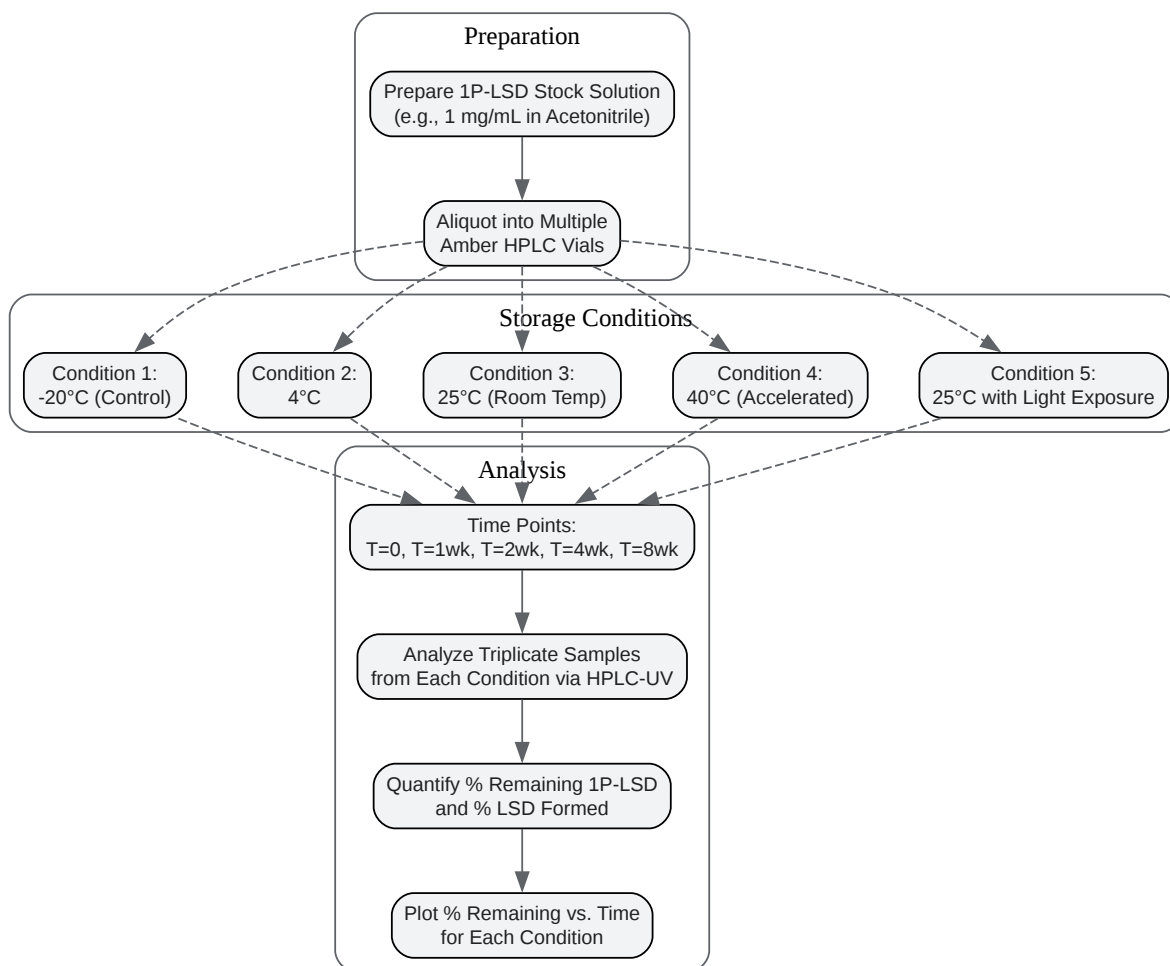 Preparation
Prepare 1P-LSD Stock Solution
(e.g., 1 mg/mL in Acetonitrile)
Aliquot into Multiple
Amber HPLC Vials
Storage Conditions
Condition 1:
-20°C (Control)
Condition 2:
4°C
Condition 3:
25°C (Room Temp)
Condition 4:
40°C (Accelerated)
Condition 5:
25°C with Light Exposure
Analysis
Time Points:
T=0, T=1wk, T=2wk, T=4wk, T=8wk
Analyze Triplicate Samples
from Each Condition via HPLC-UV
Quantify % Remaining 1P-LSD
and % LSD Formed
Plot % Remaining vs. Time
for Each Condition